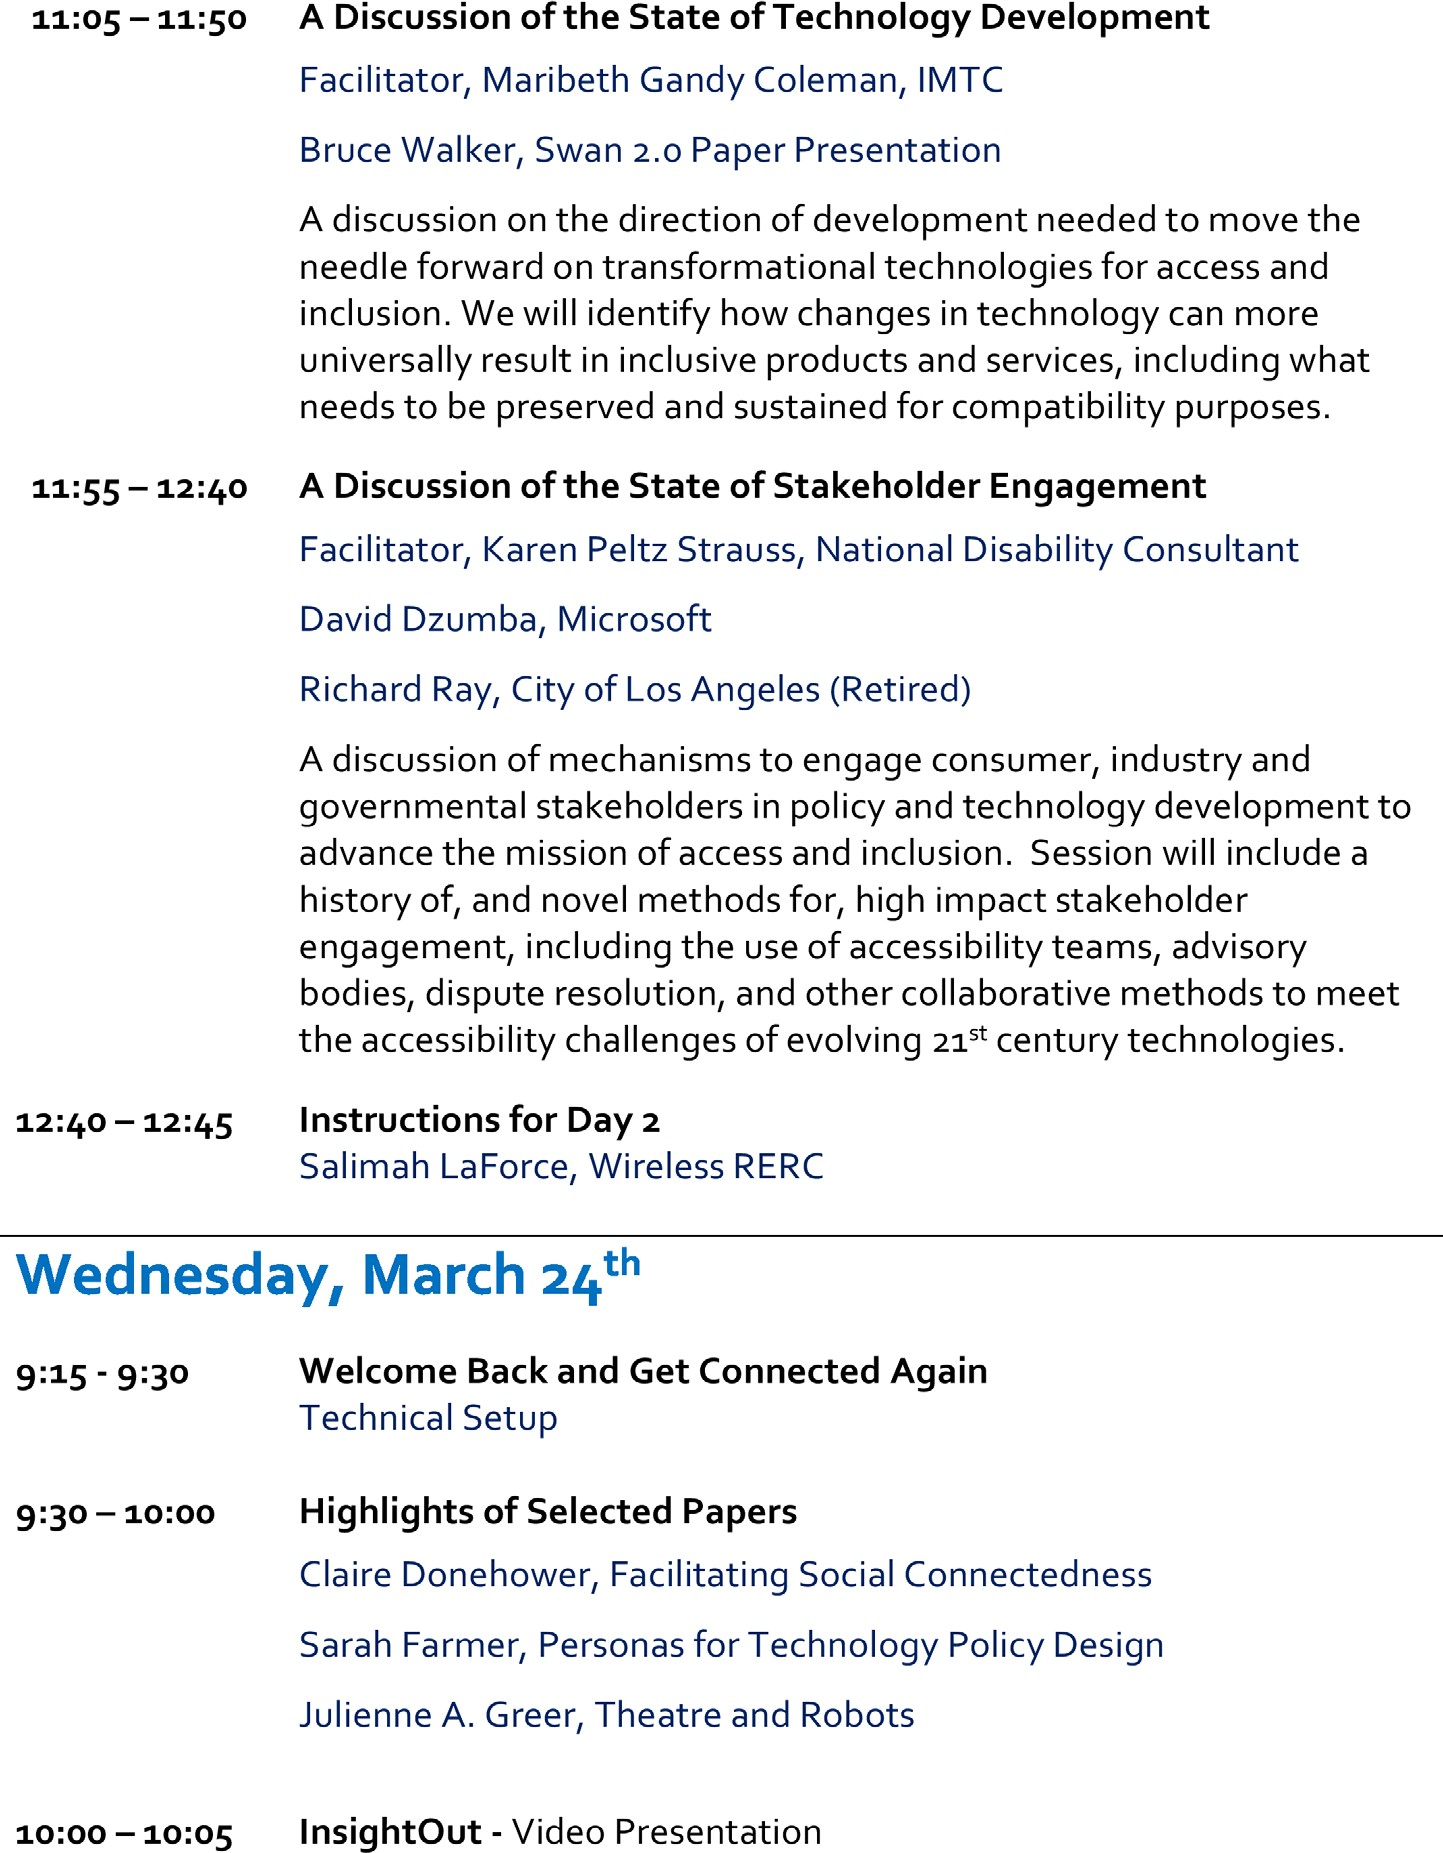 11:05 – 11:50 A Discussion of the State of Technology Development
Facilitator, Maribeth Gandy Coleman, IMTC
Bruce Walker, Swan 2.0 Paper Presentation
A discussion on the direction of development needed to move the
needle forward on transformational technologies for access and
inclusion. We will identify how changes in technology can more
universally result in inclusive products and services, including what
needs to be preserved and sustained for compatibility purposes.
11:55 – 12:40 A Discussion of the State of Stakeholder Engagement
Facilitator, Karen Peltz Strauss, National Disability Consultant
David Dzumba, Microsoft
Richard Ray, City of Los Angeles (Retired)
A discussion of mechanisms to engage consumer, industry and
governmental stakeholders in policy and technology development to
advance the mission of access and inclusion.  Session will include a
history of, and novel methods for, high impact stakeholder
engagement, including the use of accessibility teams, advisory
bodies, dispute resolution, and other collaborative methods to meet
the accessibility challenges of evolving 21st century technologies.
12:40 – 12:45 Instructions for Day 2
Salimah LaForce, Wireless RERC
Wednesday, March 24th
9:15 - 9:30 Welcome Back and Get Connected Again
Technical Setup
9:30 – 10:00 Highlights of Selected Papers
Claire Donehower, Facilitating Social Connectedness
Sarah Farmer, Personas for Technology Policy Design
Julienne A. Greer, Theatre and Robots
10:00 – 10:05 InsightOut - Video Presentation